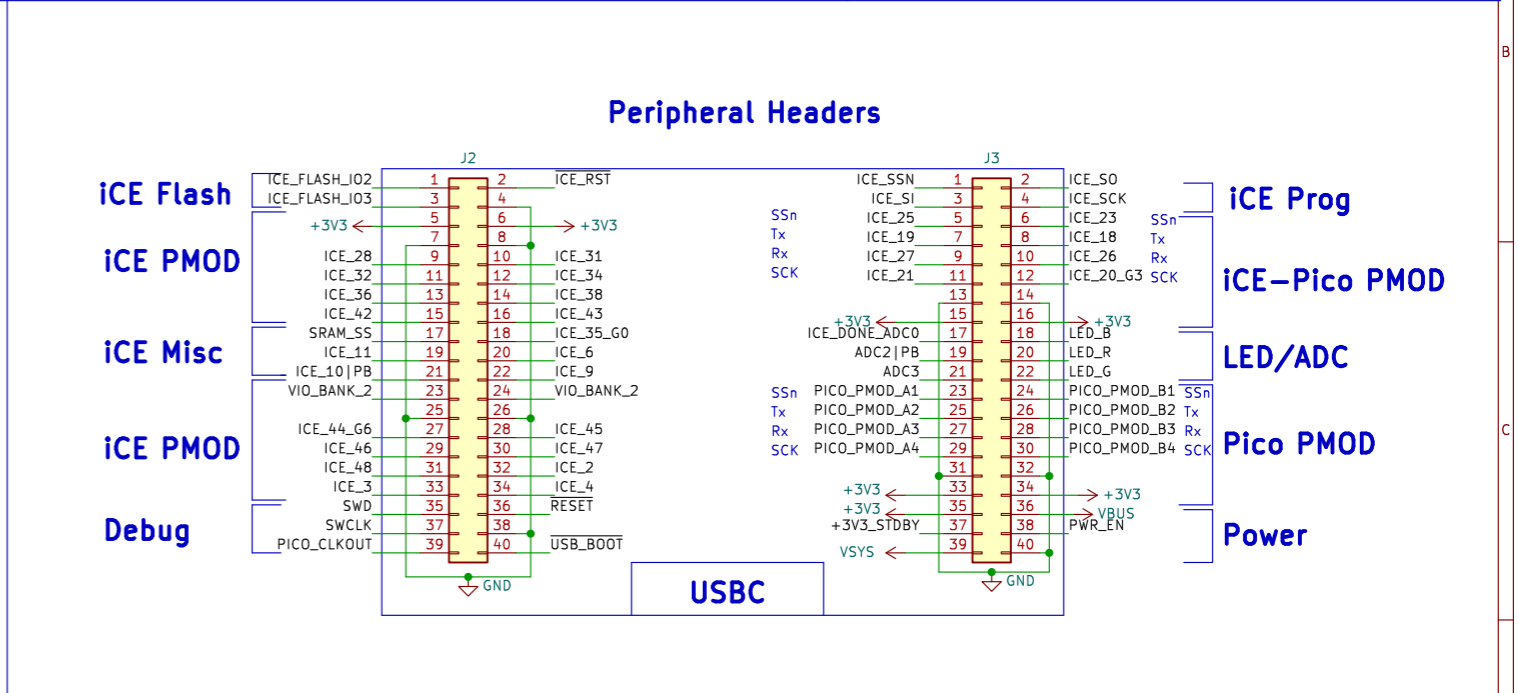 B
Peripheral Headers
J2 J3
iCE Flash
ICE_FLASH_IO2 1 2 ICE_RST
ICE_FLASH_IO3 3 4
+3V3 5 6 +3V3
iCE PMOD
7 8
ICE_28 9 10 ICE_31
ICE_32 11 12 ICE_34
ICE_36 13 14 ICE_38
ICE_42 15 16 ICE_43
iCE Misc
SRAM_SS 17 18 ICE_35_G0
ICE_11 19 20 ICE_6
ICE_10|PB 21 22 ICE_9
VIO_BANK_2 23 24 VIO_BANK_2
iCE PMOD
25 26
ICE_44_G6 27 28 ICE_45
ICE_46 29 30 ICE_47
ICE_48 31 32 ICE_2
ICE_3 33 34 ICE_4
Debug
SWD 35 36 RESET
SWCLK 37 38
PICO_CLKOUT 39 40 USB_BOOT
GND
USBC
ICE_SSN 1 2 ICE_SO
ICE_SI 3 4 ICE_SCK
iCE Prog
SSn ICE_25 5 6 ICE_23 SSn
Tx ICE_19 7 8 ICE_18 Tx
Rx ICE_27 9 10 ICE_26 Rx
SCK ICE_21 11 12 ICE_20_G3 SCK
iCE-Pico PMOD
13 14
+3V3 15 16 +3V3
ICE_DONE_ADC0 17 18 LED_B
ADC2|PB 19 20 LED_R
ADC3 21 22 LED_G
LED/ADC
SSn PICO_PMOD_A1 23 24 PICO_PMOD_B1 SSn
Tx PICO_PMOD_A2 25 26 PICO_PMOD_B2 Tx
Rx PICO_PMOD_A3 27 28 PICO_PMOD_B3 Rx
SCK PICO_PMOD_A4 29 30 PICO_PMOD_B4 SCK
Pico PMOD
31 32
+3V3 33 34 +3V3
+3V3 35 36 VBUS
+3V3_STDBY 37 38 PWR_EN
VSYS 39 40
Power
GND
C